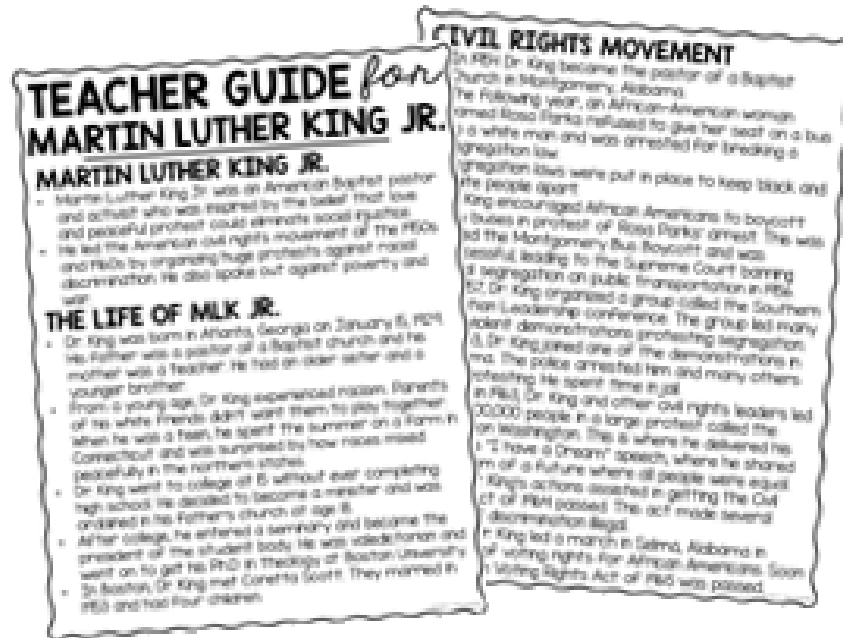 TEACHER GUIDE for
MARTIN LUTHER KING JR.
MARTIN LUTHER KING JR.
Martin Luther King Jr. was an American Baptist pastor
and activist who was inspired by the belief that love
and peaceful protest could eliminate social injustice.
He led the American civil rights movement of the
and by organizing huge protests against racial
discrimination. He also spoke out against poverty and
war.
THE LIFE OF MLK JR.
Dr. King was born in Atlanta, Georgia on January 15, 1929.
His father was a pastor of a Baptist church and his
mother was a teacher. He had an older sister and a
younger brother.
From a young age, Dr. King experienced racism. Parents
of his white friends didn't want them to play together.
When he was a teen, he spent the summer on a farm in
Connecticut and was surprised by how races mixed
peacefully in the northern states.
Dr. King went to college at 15 without ever completing
high school. He decided to become a minister and was
ordained in his father's church at age 18.
After college, he entered a seminary and became the
president of the student body. He was valedictorian and
went on to get his PhD in theology at Boston University.
In Boston, Dr. King met Coretta Scott. They married in
1953 and had four children.
CIVIL RIGHTS MOVEMENT
In 1954 Dr. King became the pastor of a Baptist
Church in Montgomery, Alabama.
The following year, an African-American woman
named Rosa Parks refused to give her seat on a bus
to a white man and was arrested for breaking a
segregation law.
segregation laws were put in place to keep black and
white people apart.
King encouraged African Americans to boycott
buses in protest of Rosa Parks' arrest. This was
the Montgomery Bus Boycott and was
successful, leading to the Supreme Court banning
segregation on public transportation in 1956.
Dr. King organized a group called the Southern
Leadership conference. The group led many
demonstrations protesting segregation.
Dr. King joined one of the demonstrations in
The police arrested him and many others
protesting. He spent time in jail.
in 1963, Dr. King and other civil rights leaders led
people in a large protest called the
on Washington. This is where he delivered his
"I have a Dream" speech, where he shared
of a future where all people were equal.
King's actions assisted in getting the Civil
of 1964 passed. This act made several
discrimination illegal.
King led a march in Selma, Alabama in
of voting rights for African Americans. Soon
Voting Rights Act of 1965 was passed.